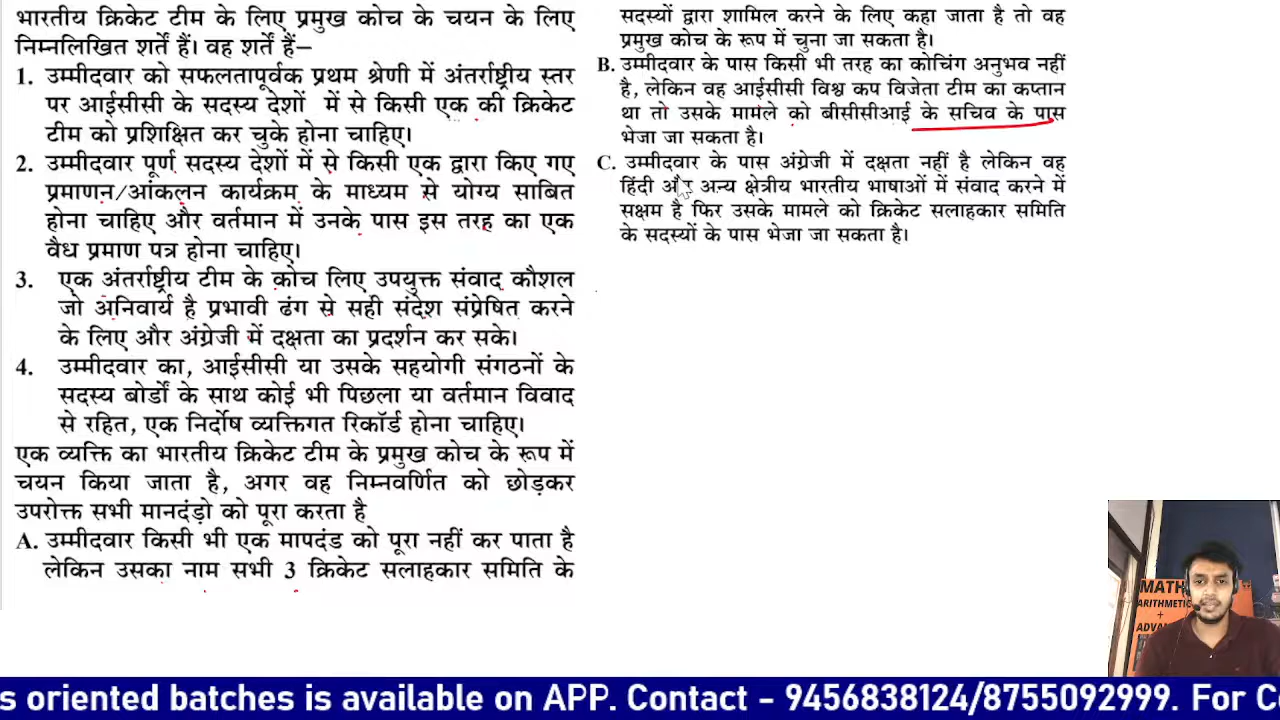 भारतीय क्रिकेट टीम के लिए प्रमुख कोच के चयन के लिए
निम्नलिखित शर्तें हैं। वह शर्ते हैं–
1. उम्मीदवार को सफलतापूर्वक प्रथम श्रेणी में अंतर्राष्ट्रीय स्तर
पर आईसीसी के सदस्य देशों में से किसी एक की क्रिकेट
टीम को प्रशिक्षित कर चुके होना चाहिए।
2. उम्मीदवार पूर्ण सदस्य देशों में से किसी एक द्वारा किए गए
प्रमाणन/आंकलन कार्यक्रम के माध्यम से योग्य साबित
होना चाहिए और वर्तमान में उनके पास इस तरह का एक
वैध प्रमाण पत्र होना चाहिए।
3. एक अंतर्राष्ट्रीय टीम के कोच लिए उपयुक्त संवाद कौशल
जो अनिवार्य है प्रभावी ढंग से सही संदेश संप्रेषित करने
के लिए और अंग्रेजी में दक्षता का प्रदर्शन कर सके।
4. उम्मीदवार का, आईसीसी या उसके सहयोगी संगठनों के
सदस्य बोर्डों के साथ कोई भी पिछला या वर्तमान विवाद
से रहित, एक निर्दोष व्यक्तिगत रिकॉर्ड होना चाहिए।
एक व्यक्ति का भारतीय क्रिकेट टीम के प्रमुख कोच के रूप में
चयन किया जाता है, अगर वह निम्नवर्णित को छोड़कर
उपरोक्त सभी मानदंड़ो को पूरा करता है
A. उम्मीदवार किसी भी एक मापदंड को पूरा नहीं कर पाता है
लेकिन उसका नाम सभी 3 क्रिकेट सलाहकार समिति के
सदस्यों द्वारा शामिल करने के लिए कहा जाता है तो वह
प्रमुख कोच के रूप में चुना जा सकता है।
B. उम्मीदवार के पास किसी भी तरह का कोचिंग अनुभव नहीं
है, लेकिन वह आईसीसी विश्व कप विजेता टीम का कप्तान
था तो उसके मामले को बीसीसीआई के सचिव के पास
भेजा जा सकता है।
C. उम्मीदवार के पास अंग्रेजी में दक्षता नहीं है लेकिन वह
हिंदी और अन्य क्षेत्रीय भारतीय भाषाओं में संवाद करने में
सक्षम है फिर उसके मामले को क्रिकेट सलाहकार समिति
के सदस्यों के पास भेजा जा सकता है।
MATH
ARITHMETIC
+
ADVAN
s oriented batches is available on APP. Contact - 9456838124/8755092999. For C